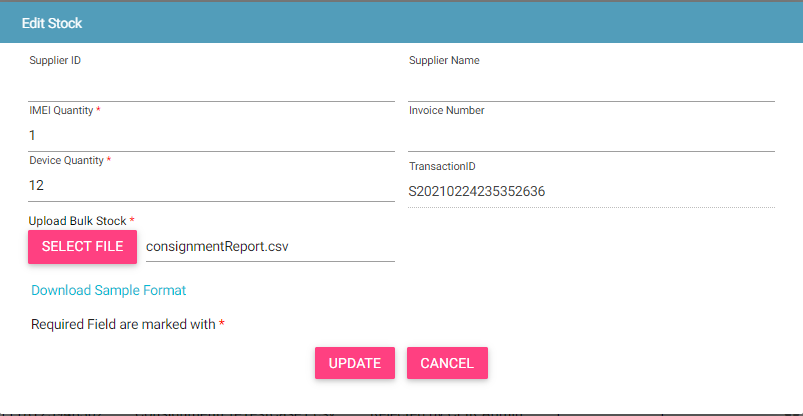 Edit Stock
Supplier ID
Supplier Name
IMEI Quantity *
1
Invoice Number
Device Quantity *
12
TransactionID
S20210224235352636
Upload Bulk Stock *
SELECT FILE
consignmentReport.csv
Download Sample Format
Required Field are marked with *
UPDATE
CANCEL